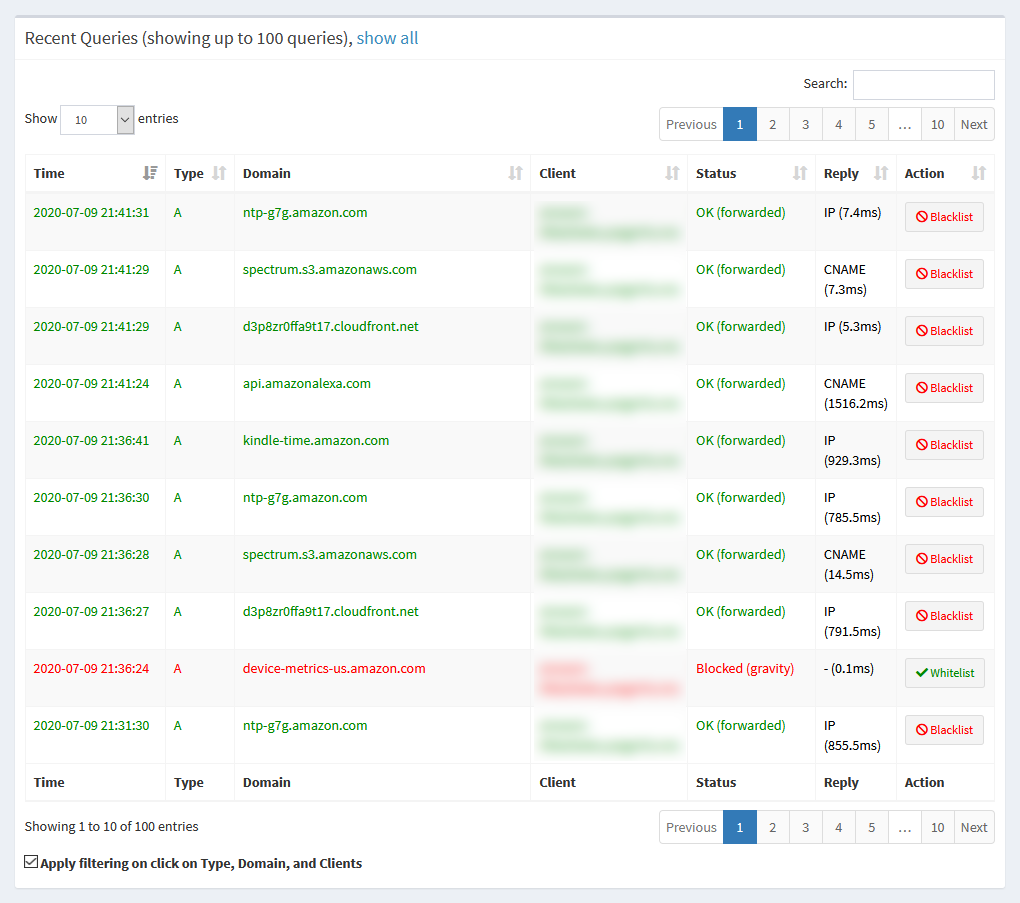 Recent Queries (showing up to 100 queries), show all
Search:
Show 10 entries
Previous 1 2 3 4 5 ... 10 Next
Time Type Domain Client Status Reply Action
2020-07-09 21:41:31 A ntp-g7g.amazon.com OK (forwarded) IP (7.4ms) Blacklist
2020-07-09 21:41:29 A spectrum.s3.amazonaws.com OK (forwarded) CNAME Blacklist
(7.3ms)
2020-07-09 21:41:29 A d3p8zr0ffa9t17.cloudfront.net OK (forwarded) IP (5.3ms) Blacklist
2020-07-09 21:41:24 A api.amazonalexa.com OK (forwarded) CNAME Blacklist
(1516.2ms)
2020-07-09 21:36:41 A kindle-time.amazon.com OK (forwarded) IP Blacklist
(929.3ms)
2020-07-09 21:36:30 A ntp-g7g.amazon.com OK (forwarded) IP Blacklist
(785.5ms)
2020-07-09 21:36:28 A spectrum.s3.amazonaws.com OK (forwarded) CNAME Blacklist
(14.5ms)
2020-07-09 21:36:27 A d3p8zr0ffa9t17.cloudfront.net OK (forwarded) IP Blacklist
(791.5ms)
2020-07-09 21:36:24 A device-metrics-us.amazon.com Blocked (gravity) - (0.1ms) Whitelist
2020-07-09 21:31:30 A ntp-g7g.amazon.com OK (forwarded) IP Blacklist
(855.5ms)
Time Type Domain Client Status Reply Action
Showing 1 to 10 of 100 entries
Previous 1 2 3 4 5 ... 10 Next
Apply filtering on click on Type, Domain, and Clients